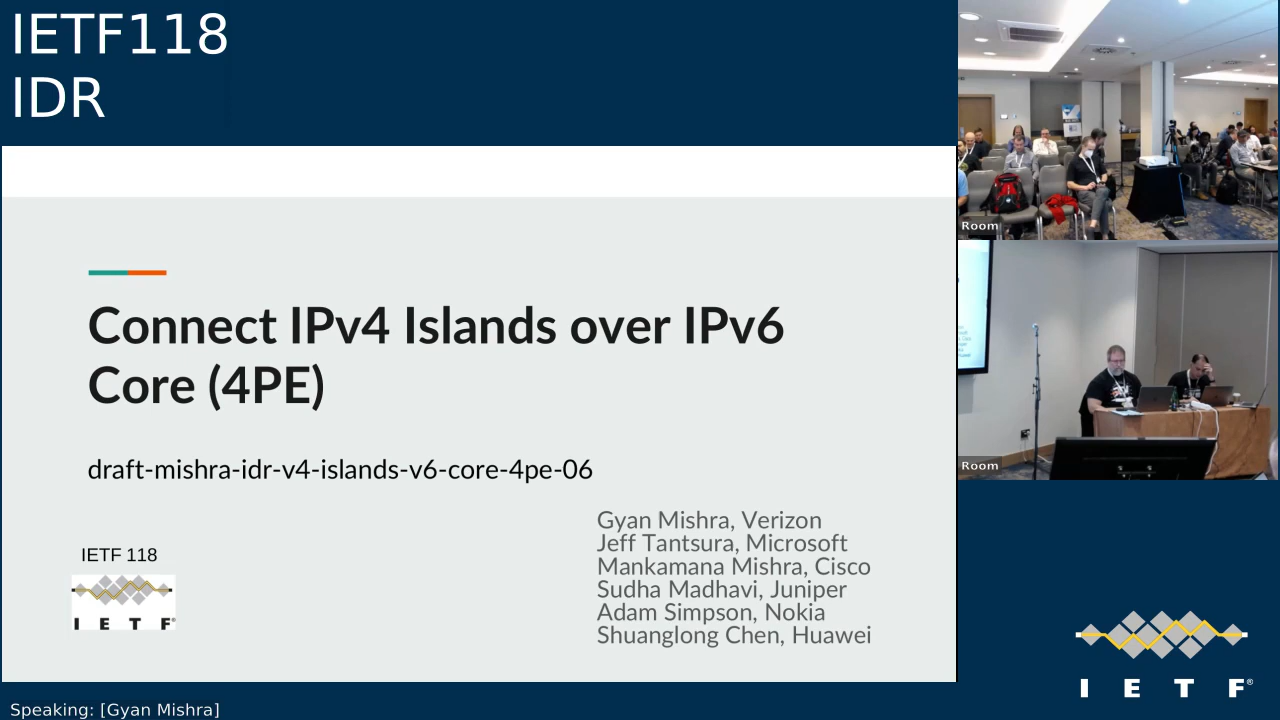 IETF118
IDR
Connect IPv4 Islands over IPv6
Core (4PE)
draft-mishra-idr-v4-islands-v6-core-4pe-06
Gyan Mishra, Verizon
Jeff Tantsura, Microsoft
Mankamana Mishra, Cisco
Sudha Madhavi, Juniper
Adam Simpson, Nokia
Shuanglong Chen, Huawei
IETF 118
I E T F®
Speaking: [Gyan Mishra]
Room
Room
I E T F®